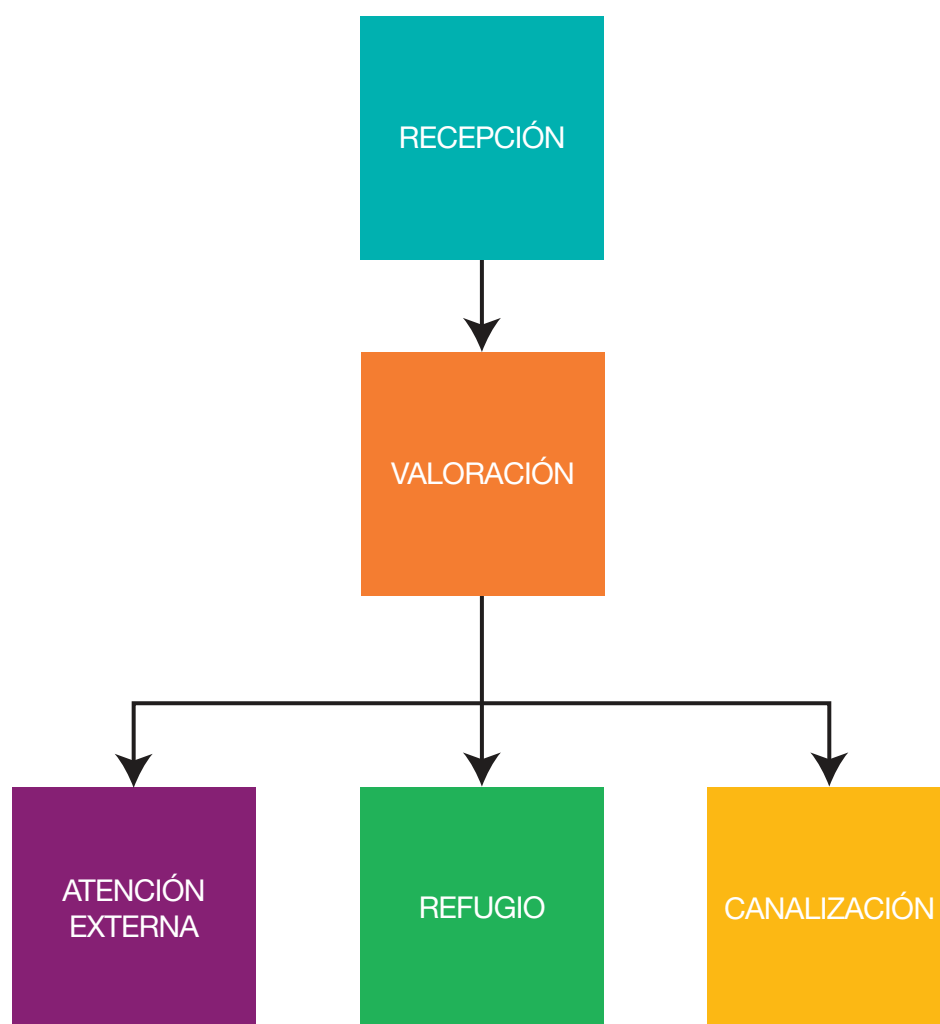 RECEPCIÓN
VALORACIÓN
ATENCIÓN
EXTERNA
REFUGIO
CANALIZACIÓN